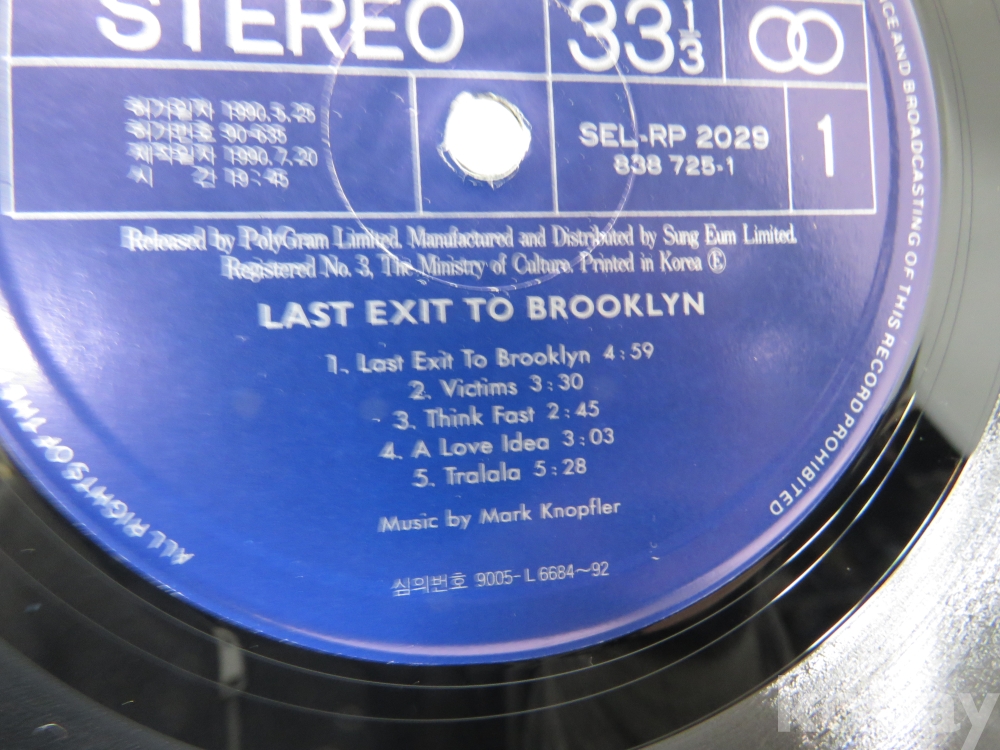 STEREO
33 1/3
허가일자 1990.5.25
허가번호 90-635
제작일자 1990.7.20
시 간 19:45
SEL-RP 2029
838 725-1
1
Released by PolyGram Limited. Manufactured and Distributed by Sung Eum Limited.
Registered No. 3, The Ministry of Culture. Printed in Korea Ⓔ
LAST EXIT TO BROOKLYN
1. Last Exit To Brooklyn 4:59
2. Victims 3:30
3. Think Fast 2:45
4. A Love Idea 3:03
5. Tralala 5:28
Music by Mark Knopfler
심의번호 9005-L6684~92
ALL RIGHTS OF THE
AND BROADCASTING OF THIS RECORD PROHIBITED